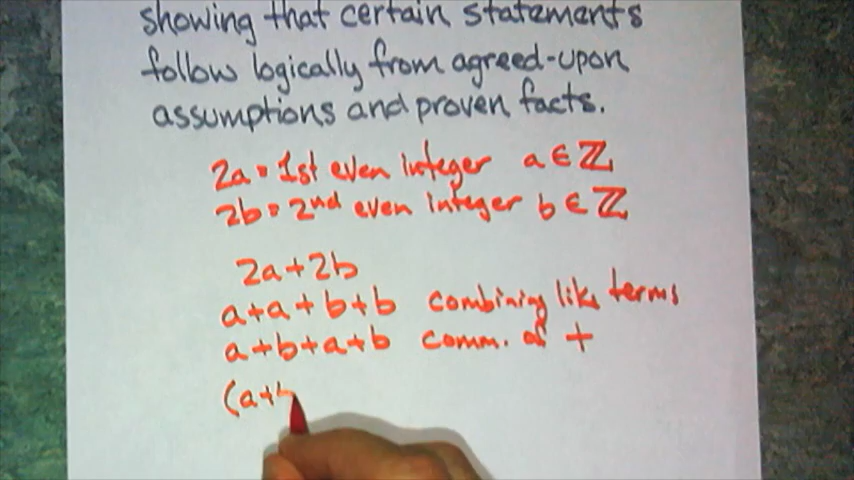 showing that certain statements
follow logically from agreed-upon
assumptions and proven facts.
2a = 1st even integer a ∈ ℤ
2b = 2nd even integer b ∈ ℤ
2a+2b
a+a+b+b combining like terms
a+b+a+b comm. of +
(a+b